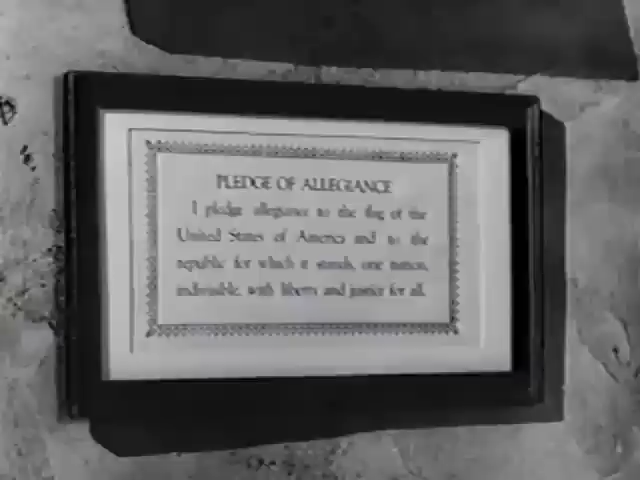 PLEDGE OF ALLEGIANCE
I pledge allegiance to the flag of the
United States of America and to the
republic for which it stands, one nation,
indivisible, with liberty and justice for all.